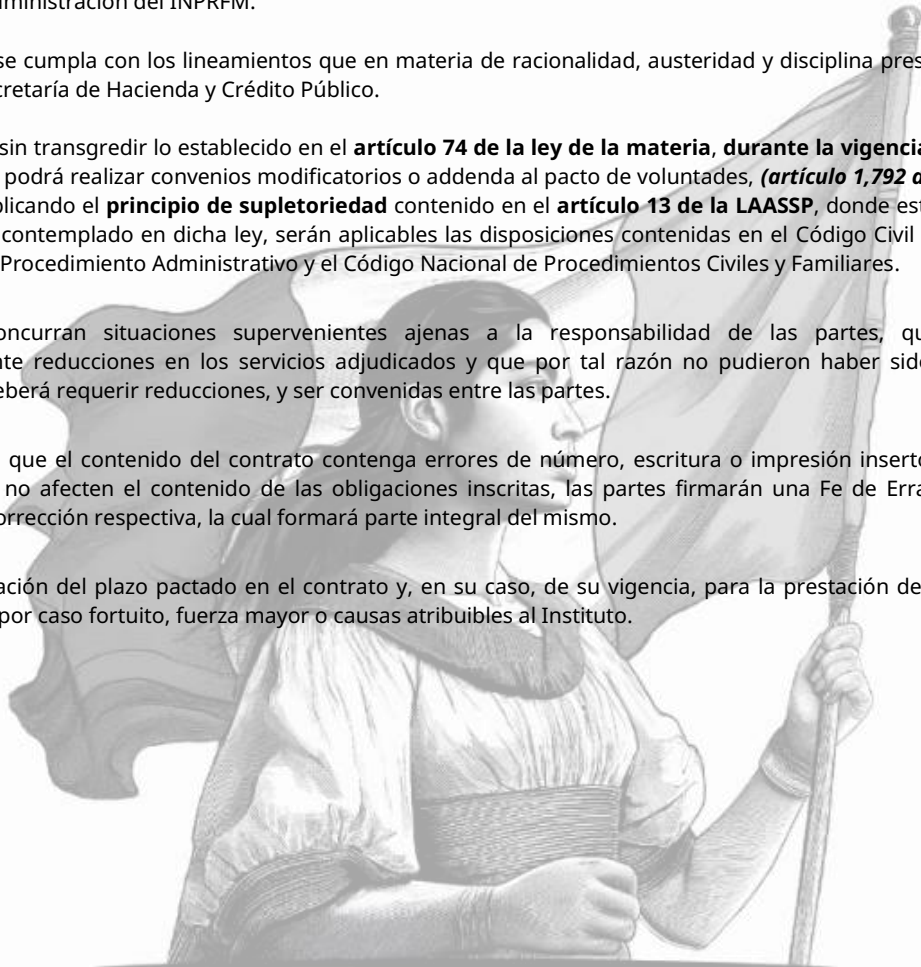 ministración del INPRFM.
se cumpla con los lineamientos que en materia de racionalidad, austeridad y disciplina pres
cretaría de Hacienda y Crédito Público.
sin transgredir lo establecido en el artículo 74 de la ley de la materia, durante la vigencia
podrá realizar convenios modificatorios o addenda al pacto de voluntades, (artículo 1,792 d
plicando el principio de supletoriedad contenido en el artículo 13 de la LAASSP, donde est
contemplado en dicha ley, serán aplicables las disposiciones contenidas en el Código Civil
Procedimiento Administrativo y el Código Nacional de Procedimientos Civiles y Familiares.
oncurran situaciones supervenientes ajenas a la responsabilidad de las partes, qu
nte reducciones en los servicios adjudicados y que por tal razón no pudieron haber sido
eberá requerir reducciones, y ser convenidas entre las partes.
que el contenido del contrato contenga errores de número, escritura o impresión inserto
no afecten el contenido de las obligaciones inscritas, las partes firmarán una Fe de Erra
orrección respectiva, la cual formará parte integral del mismo.
ación del plazo pactado en el contrato y, en su caso, de su vigencia, para la prestación de
por caso fortuito, fuerza mayor o causas atribuibles al Instituto.